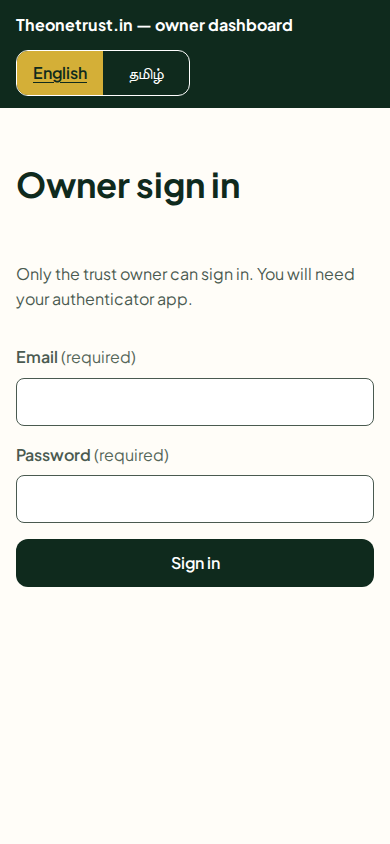 Theonetrust.in — owner dashboard
English
தமிழ்
Owner sign in
Only the trust owner can sign in. You will need
your authenticator app.
Email (required)
Password (required)
Sign in